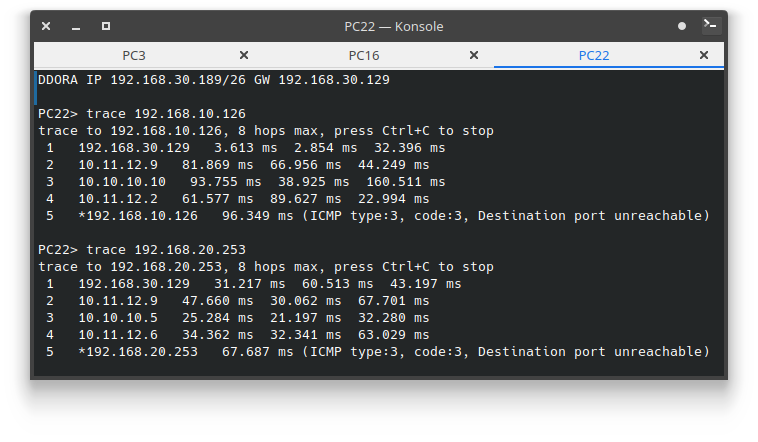 PC22 — Konsole
PC3
PC16
PC22
DDORA IP 192.168.30.189/26 GW 192.168.30.129
PC22> trace 192.168.10.126
trace to 192.168.10.126, 8 hops max, press Ctrl+C to stop
1   192.168.30.129   3.613 ms  2.854 ms  32.396 ms
2   10.11.12.9   81.869 ms  66.956 ms  44.249 ms
3   10.10.10.10   93.755 ms  38.925 ms  160.511 ms
4   10.11.12.2   61.577 ms  89.627 ms  22.994 ms
5   *192.168.10.126   96.349 ms (ICMP type:3, code:3, Destination port unreachable)
PC22> trace 192.168.20.253
trace to 192.168.20.253, 8 hops max, press Ctrl+C to stop
1   192.168.30.129   31.217 ms  60.513 ms  43.197 ms
2   10.11.12.9   47.660 ms  30.062 ms  67.701 ms
3   10.10.10.5   25.284 ms  21.197 ms  32.280 ms
4   10.11.12.6   34.362 ms  32.341 ms  63.029 ms
5   *192.168.20.253   67.687 ms (ICMP type:3, code:3, Destination port unreachable)